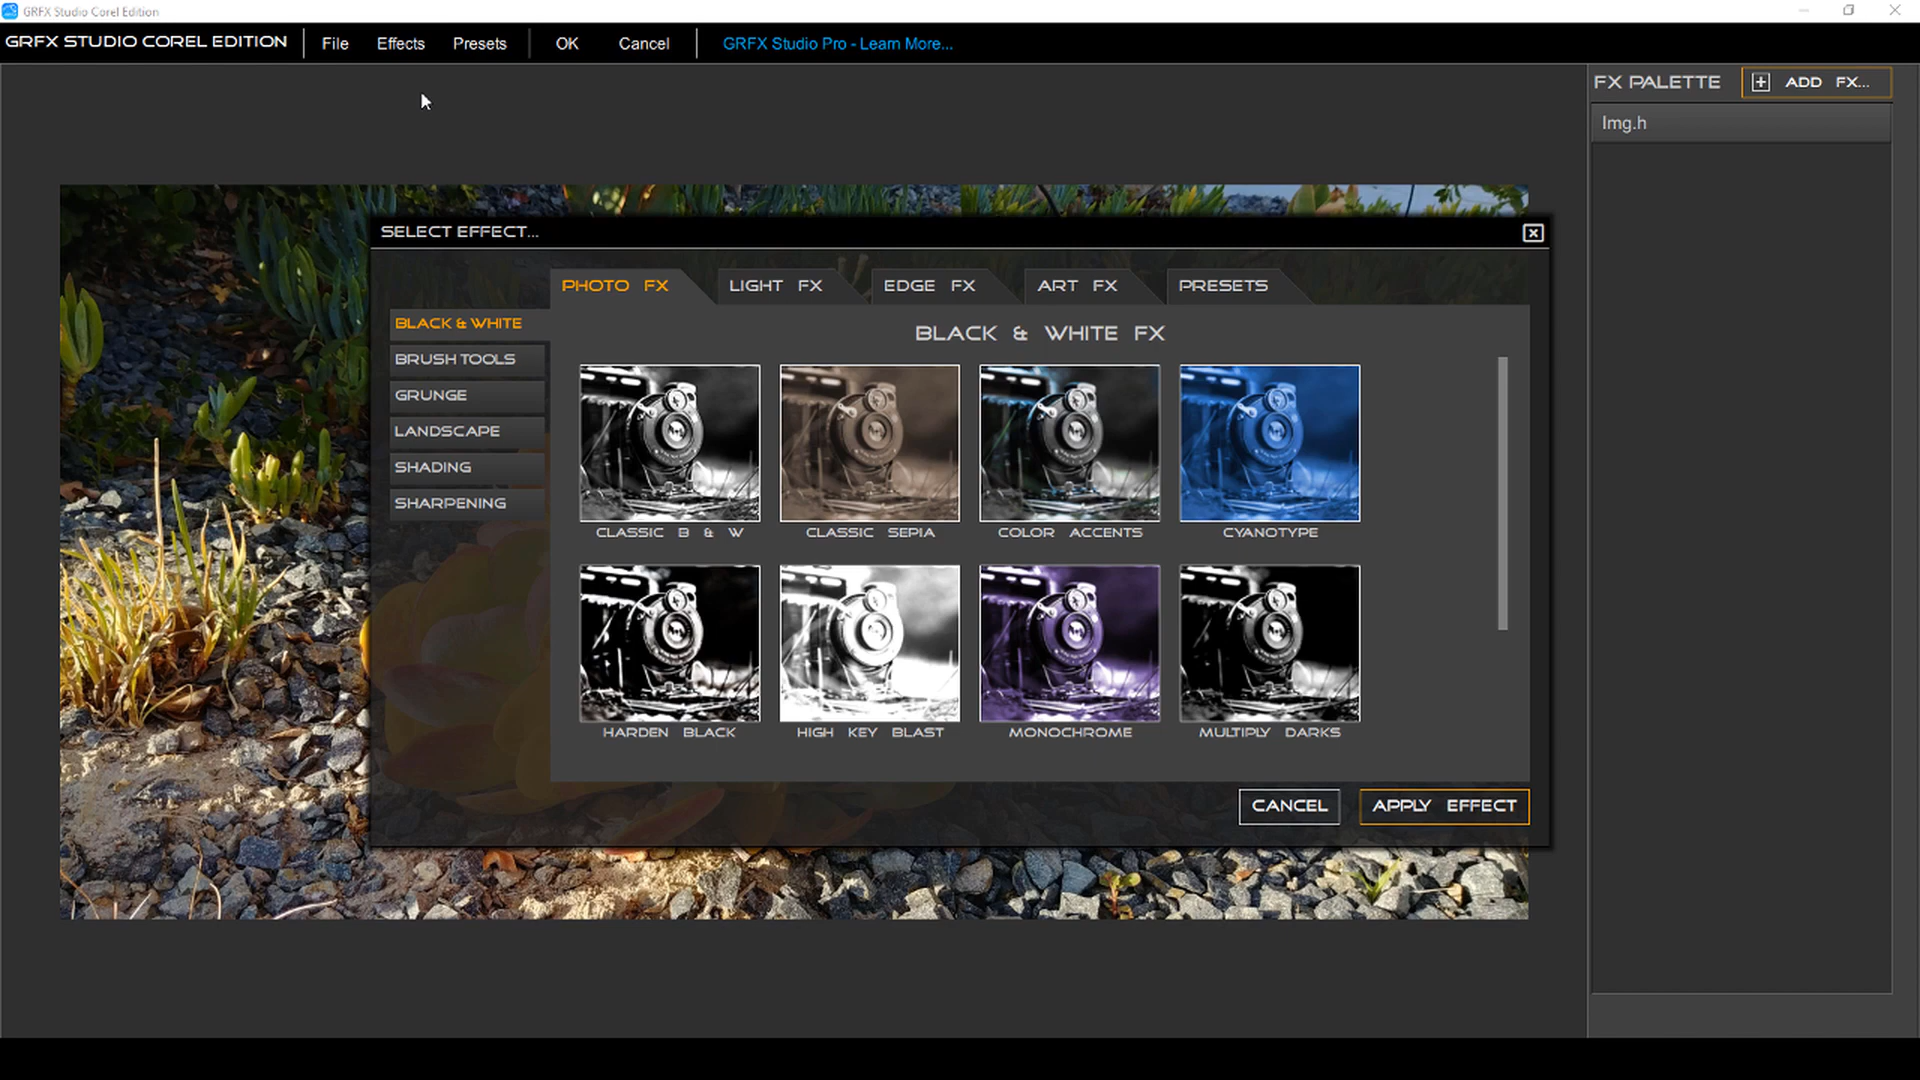 GRFX Studio Corel Edition
GRFX STUDIO COREL EDITION File Effects Presets OK Cancel GRFX Studio Pro - Learn More...
FX PALETTE + ADD FX...
Img.h
SELECT EFFECT...
PHOTO FX LIGHT FX EDGE FX ART FX PRESETS
BLACK & WHITE
BRUSH TOOLS
GRUNGE
LANDSCAPE
SHADING
SHARPENING
BLACK & WHITE FX
CLASSIC B & W CLASSIC SEPIA COLOR ACCENTS CYANOTYPE
HARDEN BLACK HIGH KEY BLAST MONOCHROME MULTIPLY DARKS
CANCEL APPLY EFFECT